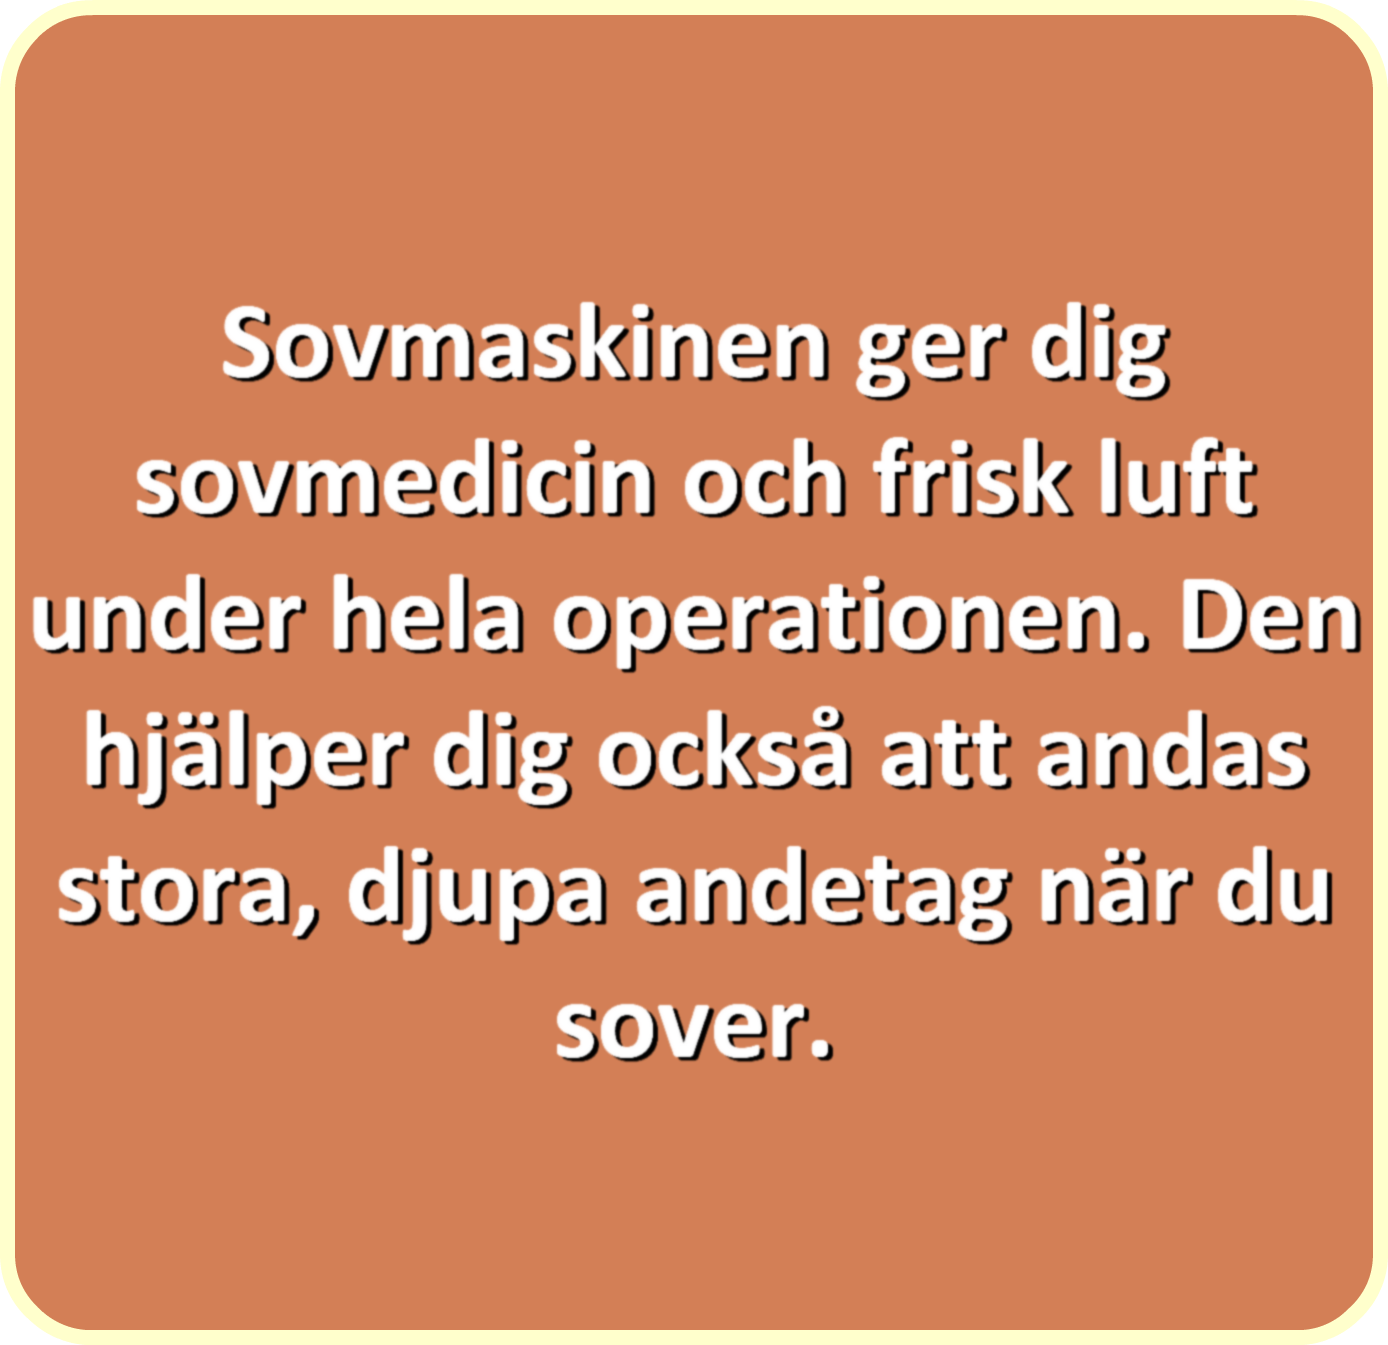 Sovmaskinen ger dig
sovmedicin och frisk luft
under hela operationen. Den
hjälper dig också att andas
stora, djupa andetag när du
sover.